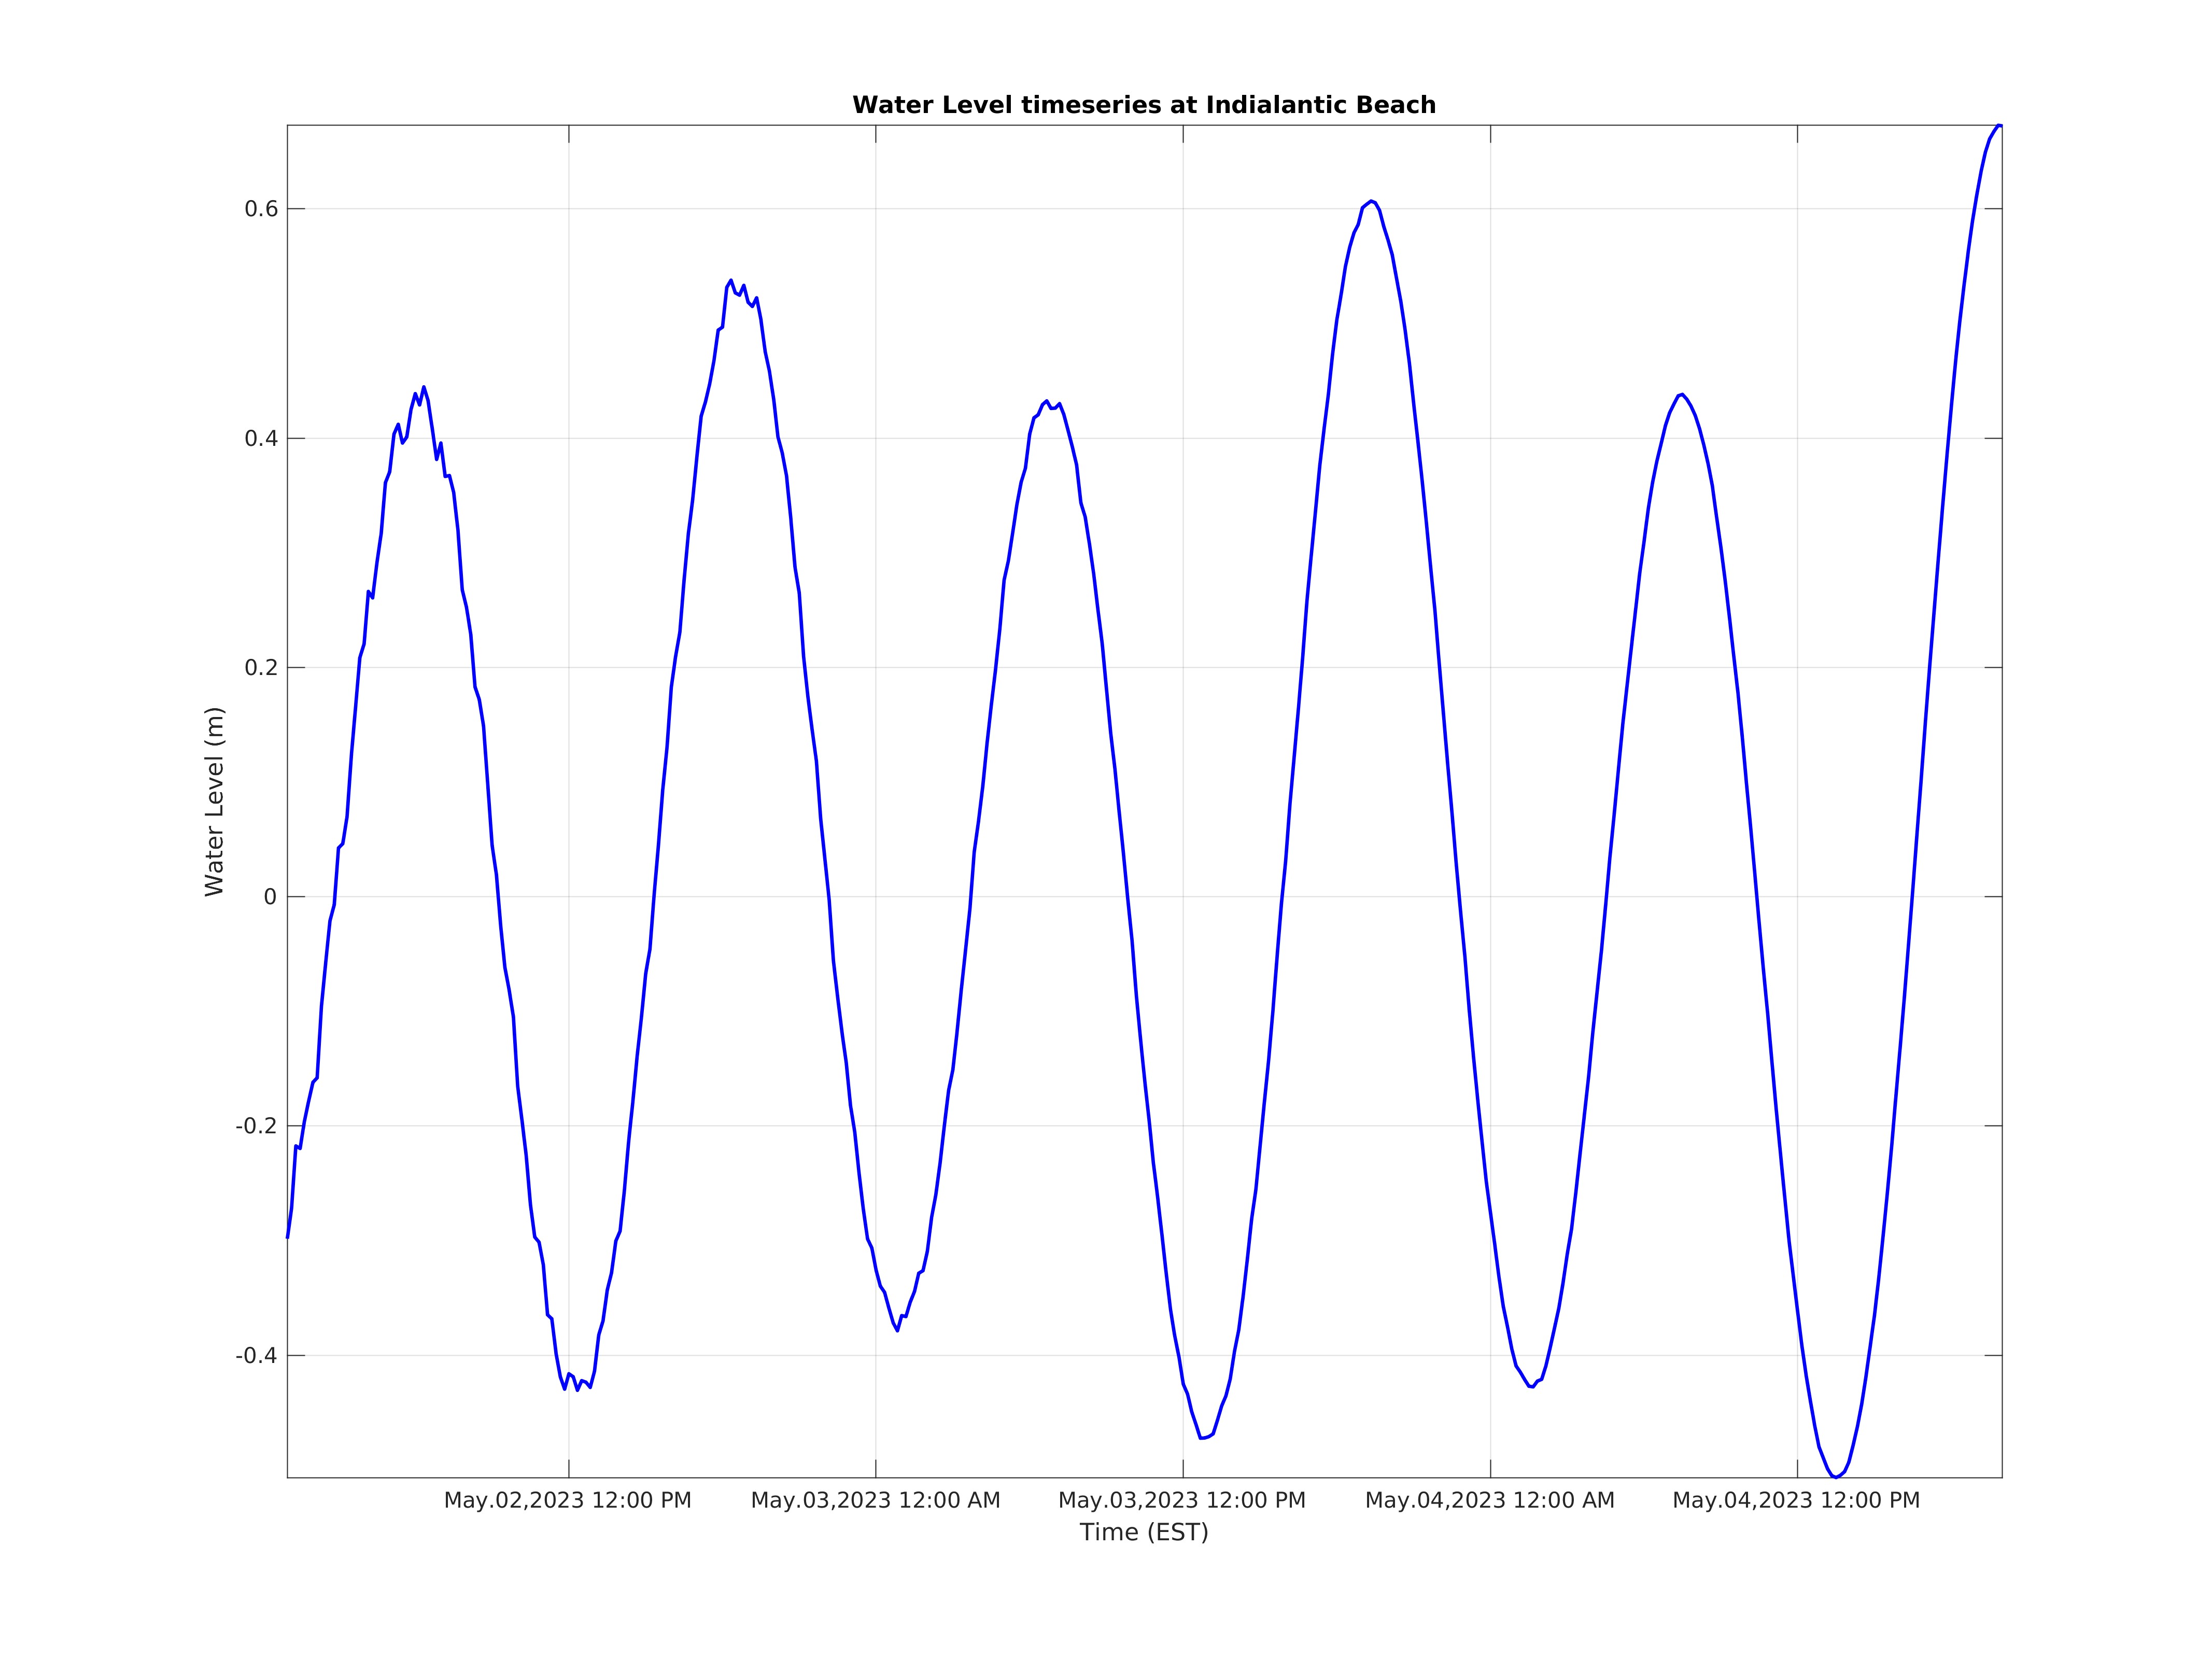 Water Level timeseries at Indialantic Beach
0.6
0.4
0.2
0
-0.2
-0.4
Water Level (m)
May.02,2023 12:00 PM
May.03,2023 12:00 AM
May.03,2023 12:00 PM
May.04,2023 12:00 AM
May.04,2023 12:00 PM
Time (EST)